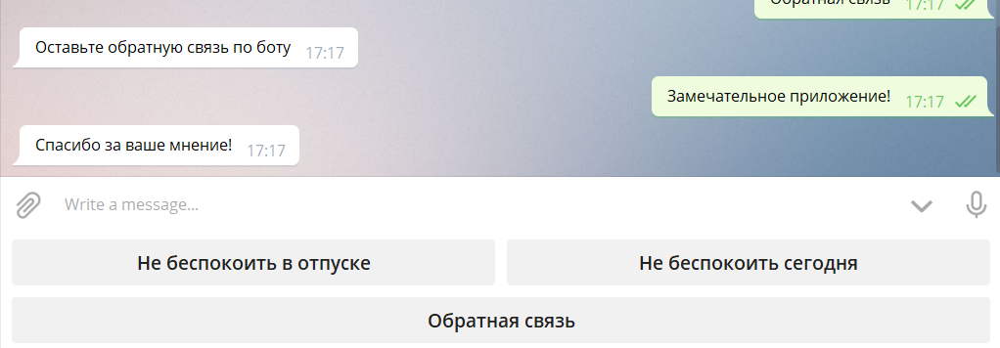 Обратная связь 17:17
Оставьте обратную связь по боту 17:17
Замечательное приложение! 17:17
Спасибо за ваше мнение! 17:17
Write a message...
Не беспокоить в отпуске
Не беспокоить сегодня
Обратная связь